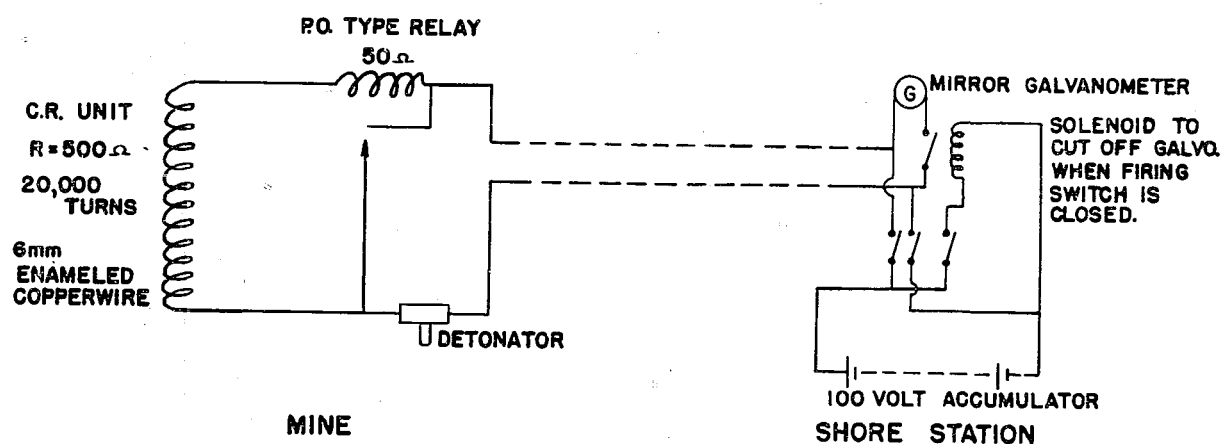 P.O. TYPE RELAY
50Ω
C.R. UNIT
R=500Ω
20,000
TURNS
6mm
ENAMELED
COPPERWIRE
DETONATOR
MINE
G
MIRROR GALVANOMETER
SOLENOID TO
CUT OFF GALVO.
WHEN FIRING
SWITCH IS
CLOSED.
100 VOLT ACCUMULATOR
SHORE STATION